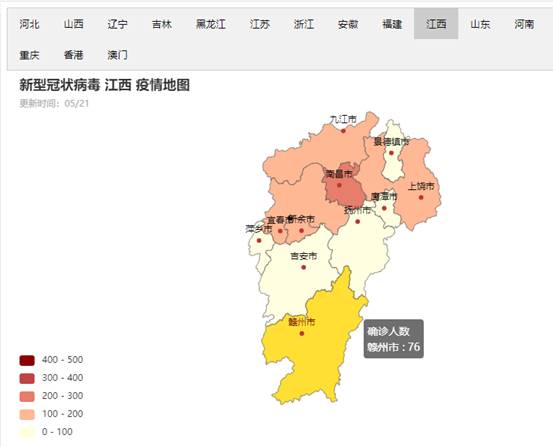 河北 山西 辽宁 吉林 黑龙江 江苏 浙江 安徽 福建 江西 山东 河南
重庆 香港 澳门
新型冠状病毒 江西 疫情地图
更新时间：05/21
九江市
景德镇市
南昌市
上饶市
鹰潭市
抚州市
宜春市
新余市
萍乡市
吉安市
赣州市
确诊人数
赣州市 : 76
400 - 500
300 - 400
200 - 300
100 - 200
0 - 100